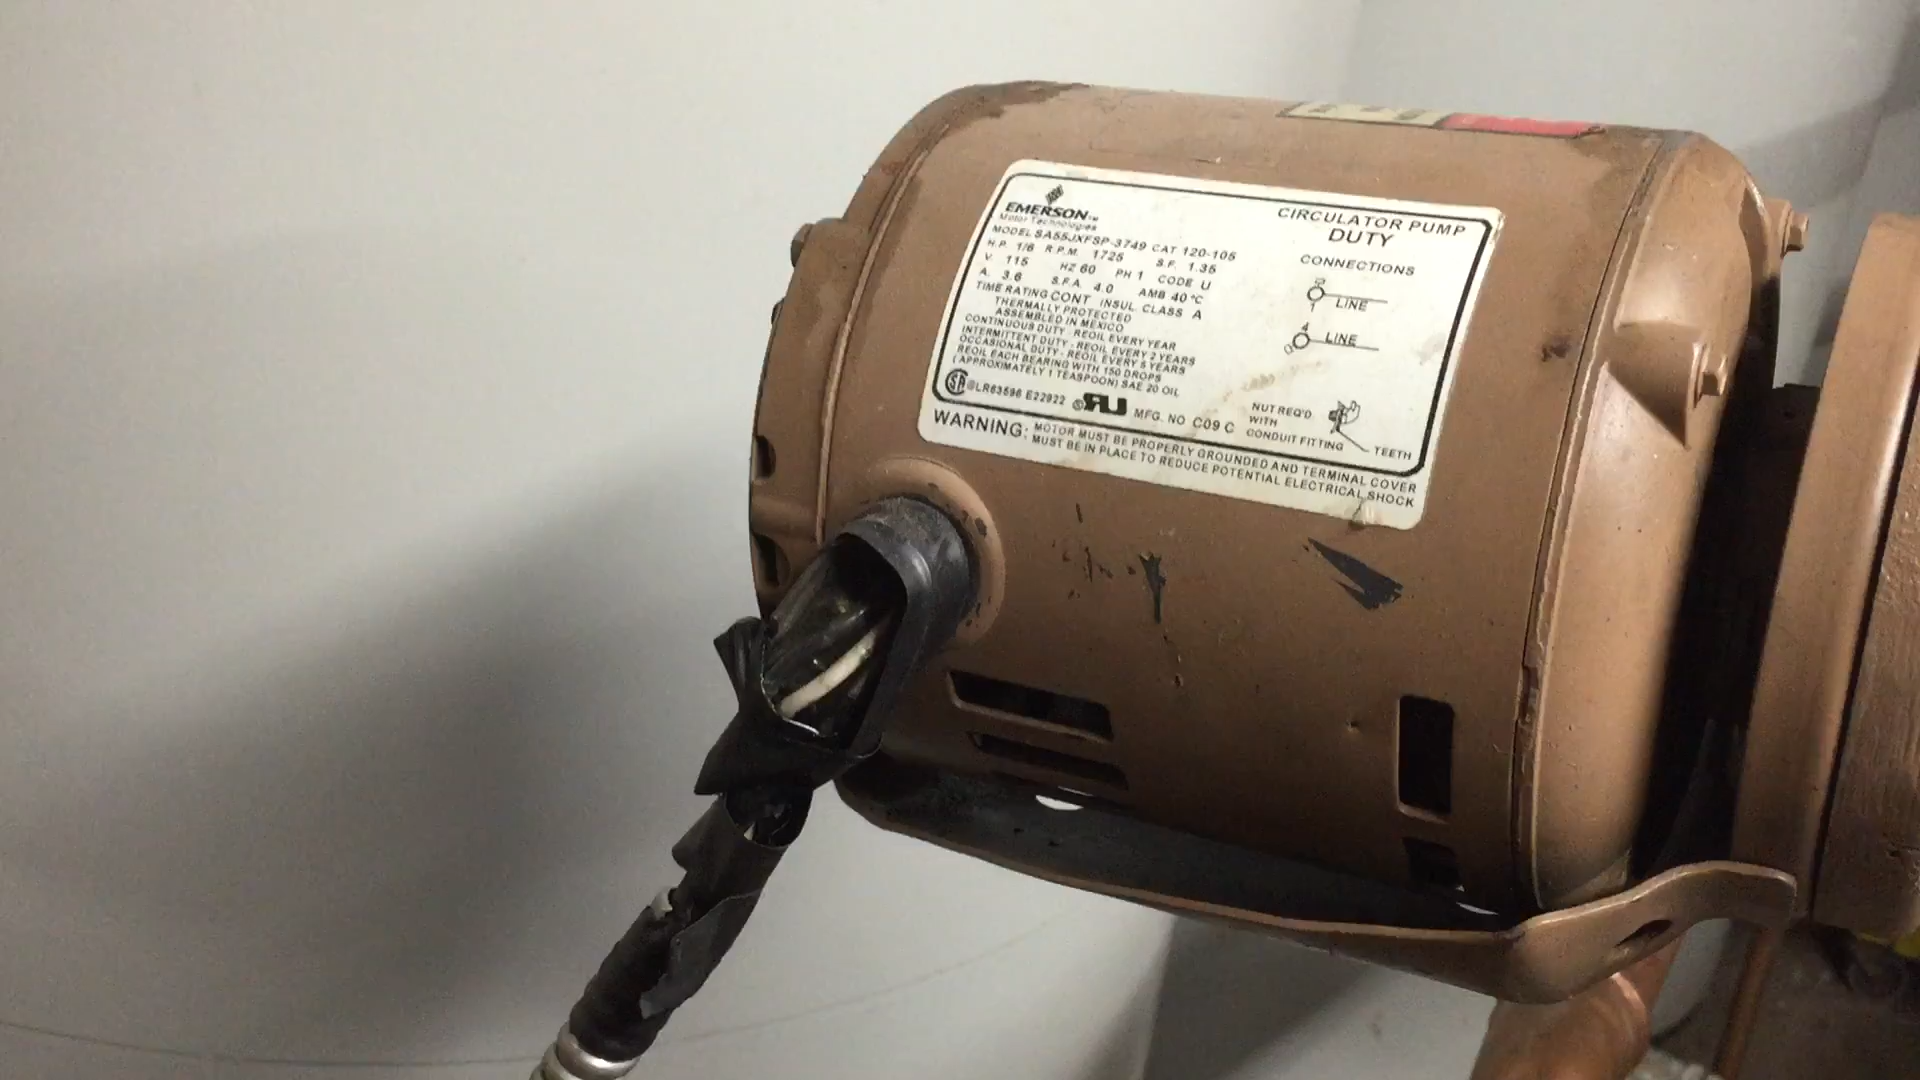 EMERSON™
Motor Technologies
MODEL SA55JXFSP-3749 CAT 120-105
H.P. 1/6 R.P.M. 1725 S.F. 1.35
V. 115 HZ 60 PH 1 CODE U
A. 3.6 S.F.A. 4.0 AMB 40°C
TIME RATING CONT INSUL. CLASS A
THERMALLY PROTECTED
ASSEMBLED IN MEXICO
CONTINUOUS DUTY - REOIL EVERY YEAR
INTERMITTENT DUTY - REOIL EVERY 2 YEARS
OCCASIONAL DUTY - REOIL EVERY 5 YEARS
REOIL EACH BEARING WITH 150 DROPS
(APPROXIMATELY 1 TEASPOON) SAE 20 OIL
SA ® LR63596 E22922 RU MFG. NO C09 C
CIRCULATOR PUMP
DUTY
CONNECTIONS
LINE
1
4
LINE
NUT REQ'D
WITH
CONDUIT FITTING
TEETH
WARNING: MOTOR MUST BE PROPERLY GROUNDED AND TERMINAL COVER
MUST BE IN PLACE TO REDUCE POTENTIAL ELECTRICAL SHOCK